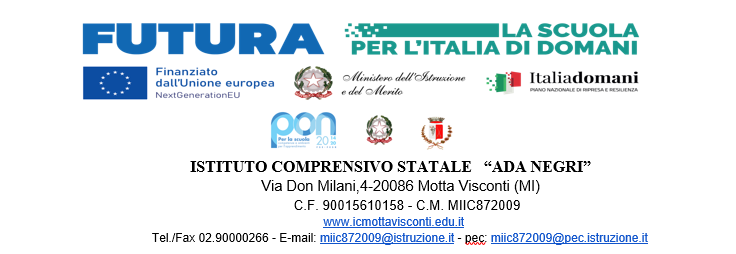 FUTURA
LA SCUOLA
PER L'ITALIA DI DOMANI
Finanziato
dall'Unione europea
NextGenerationEU
Ministero dell'Istruzione
e del Merito
Italiadomani
PIANO NAZIONALE DI RIPRESA E RESILIENZA
pon
Per la scuola
20
ISTITUTO COMPRENSIVO STATALE “ADA NEGRI”
Via Don Milani,4-20086 Motta Visconti (MI)
C.F. 90015610158 - C.M. MIIC872009
www.icmottavisconti.edu.it
Tel./Fax 02.90000266 - E-mail: miic872009@istruzione.it - pec: miic872009@pec.istruzione.it